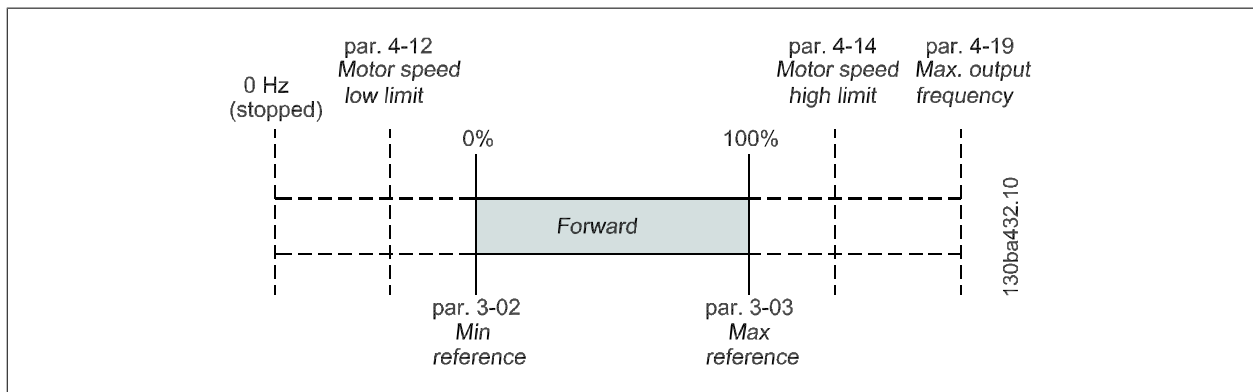 0 Hz
(stopped)
par. 4-12
Motor speed
low limit
par. 4-14
Motor speed
high limit
par. 4-19
Max. output
frequency
0%
100%
Forward
par. 3-02
Min
reference
par. 3-03
Max
reference
130ba432.10